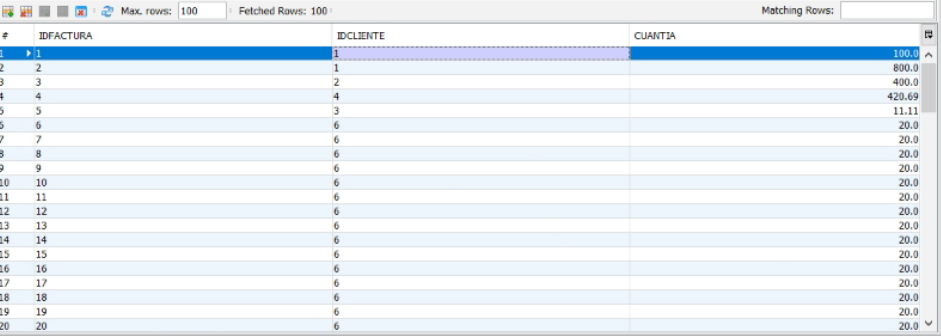 Max. rows: 100 Fetched Rows: 100 Matching Rows:
# IDFACTURA IDCLIENTE CUANTIA
1 1 1 100.0
2 2 1 800.0
3 3 2 400.0
4 4 4 420.69
5 5 3 11.11
6 6 6 20.0
7 7 6 20.0
8 8 6 20.0
9 9 6 20.0
10 10 6 20.0
11 11 6 20.0
12 12 6 20.0
13 13 6 20.0
14 14 6 20.0
15 15 6 20.0
16 16 6 20.0
17 17 6 20.0
18 18 6 20.0
19 19 6 20.0
20 20 6 20.0